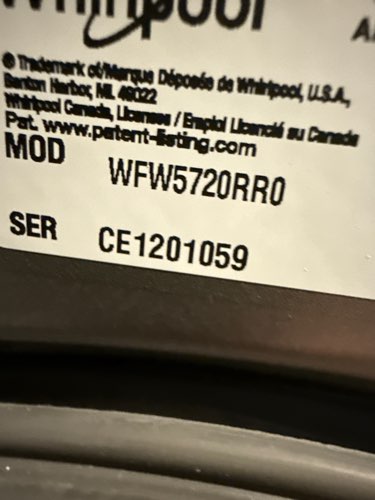 Whirlpool
A
® Trademark of/Marque Déposée de Whirlpool, U.S.A.,
Benton Harbor, MI. 49022
Whirlpool Canada, Licensee / Emploi Licencié au Canada
Pat. www.patent-listing.com
MOD WFW5720RR0
SER CE1201059